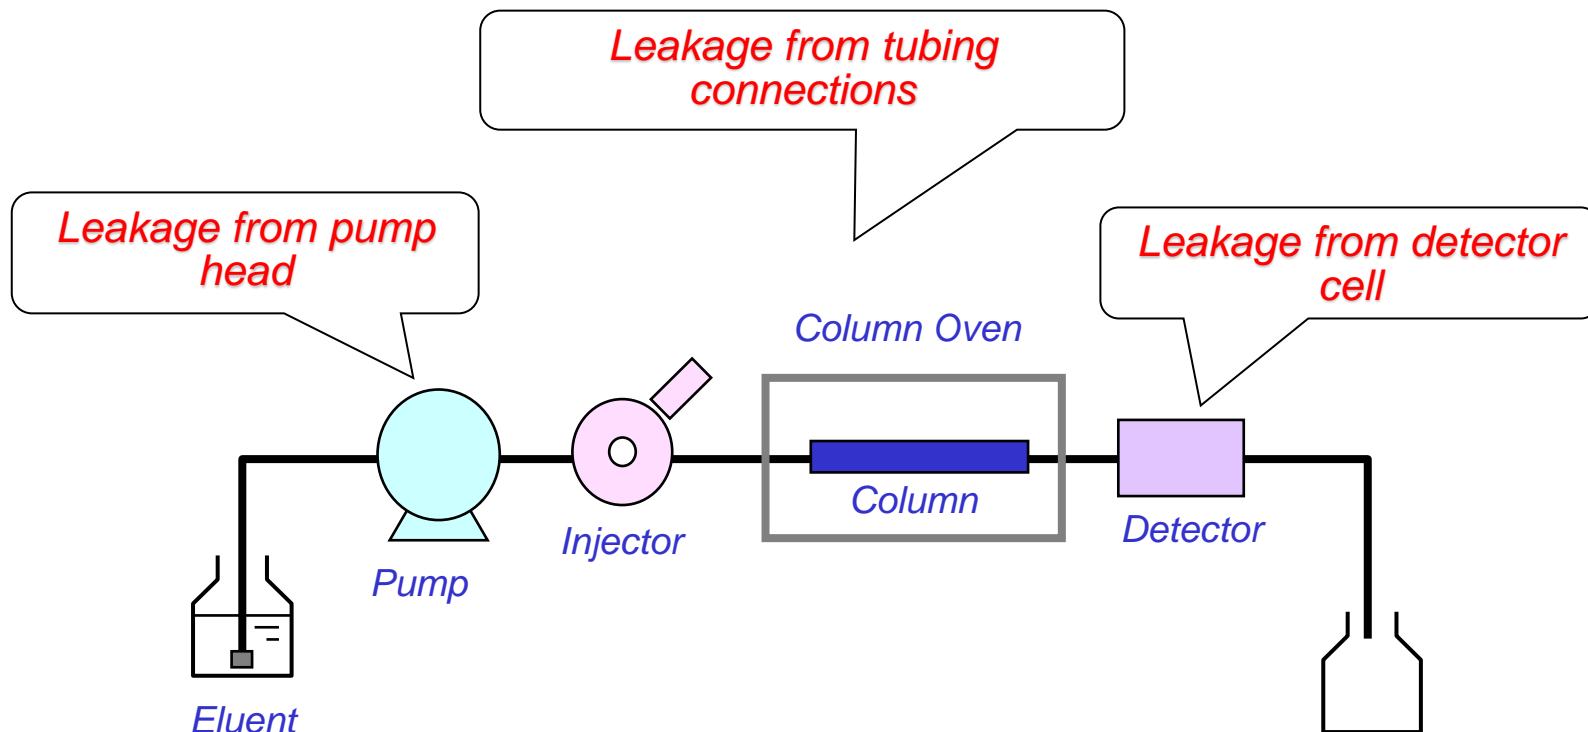 Leakage from tubing
connections
Leakage from pump
head
Leakage from detector
cell
Column Oven
Column
Injector
Detector
Pump
Eluent